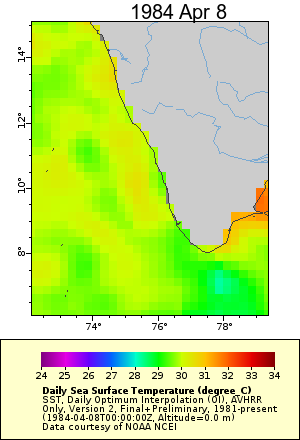 1984 Apr 8
14°
12°
10°
8°
74°
76°
78°
24 25 26 27 28 29 30 31 32 33 34
Daily Sea Surface Temperature (degree_C)
SST, Daily Optimum Interpolation (OI), AVHRR
Only, Version 2, Final+Preliminary, 1981-present
(1984-04-08T00:00:00Z, Altitude=0.0 m)
Data courtesy of NOAA NCEI